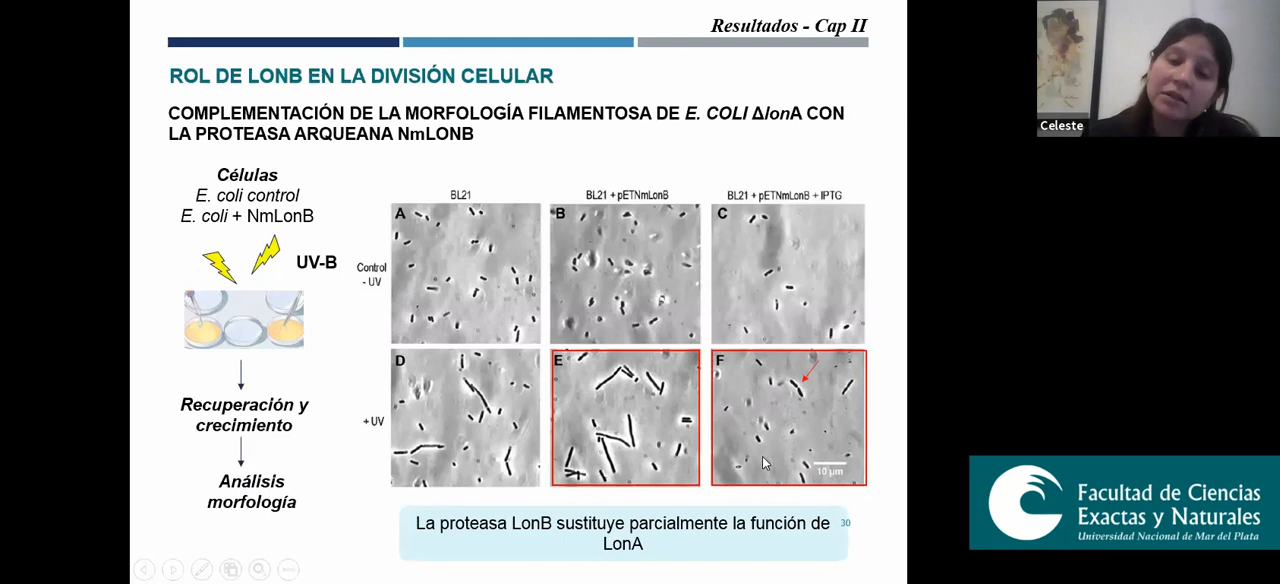 Resultados - Cap II
ROL DE LONB EN LA DIVISIÓN CELULAR
COMPLEMENTACIÓN DE LA MORFOLOGÍA FILAMENTOSA DE E. COLI ΔlonA CON
LA PROTEASA ARQUEANA NmLONB
Células
E. coli control
E. coli + NmLonB
UV-B
Recuperación y
crecimiento
Análisis
morfología
BL21
BL21 + pETNmLonB
BL21 + pETNmLonB + IPTG
Control
- UV
A
B
C
+ UV
D
E
F
10 µm
La proteasa LonB sustituye parcialmente la función de
LonA
30
Celeste
Facultad de Ciencias
Exactas y Naturales
Universidad Nacional de Mar del Plata